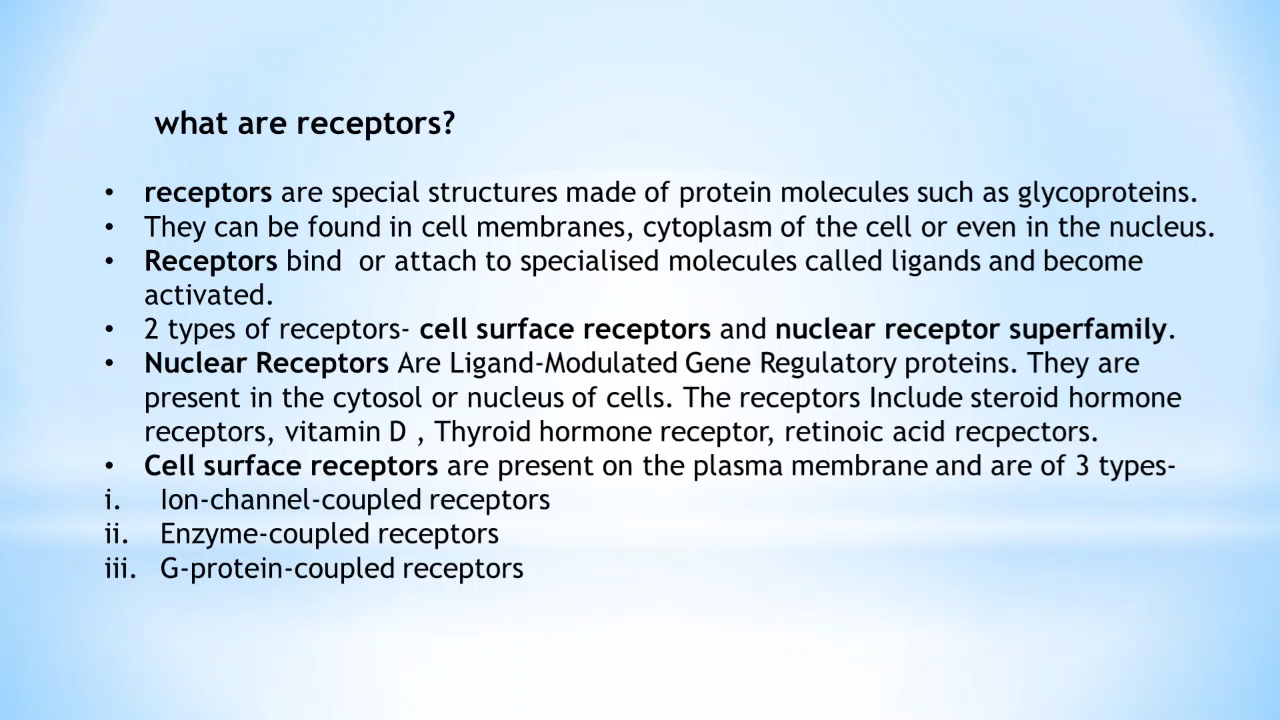 what are receptors?
• receptors are special structures made of protein molecules such as glycoproteins.
• They can be found in cell membranes, cytoplasm of the cell or even in the nucleus.
• Receptors bind  or attach to specialised molecules called ligands and become
activated.
• 2 types of receptors- cell surface receptors and nuclear receptor superfamily.
• Nuclear Receptors Are Ligand-Modulated Gene Regulatory proteins. They are
present in the cytosol or nucleus of cells. The receptors Include steroid hormone
receptors, vitamin D , Thyroid hormone receptor, retinoic acid recpectors.
• Cell surface receptors are present on the plasma membrane and are of 3 types-
i. Ion-channel-coupled receptors
ii. Enzyme-coupled receptors
iii. G-protein-coupled receptors